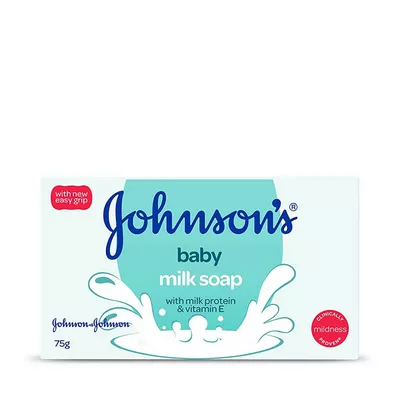 with new
easy grip
Johnson's®
baby
milk soap
with milk protein
& vitamin E
Johnson & Johnson
75g
CLINICALLY
mildness
PROVEN